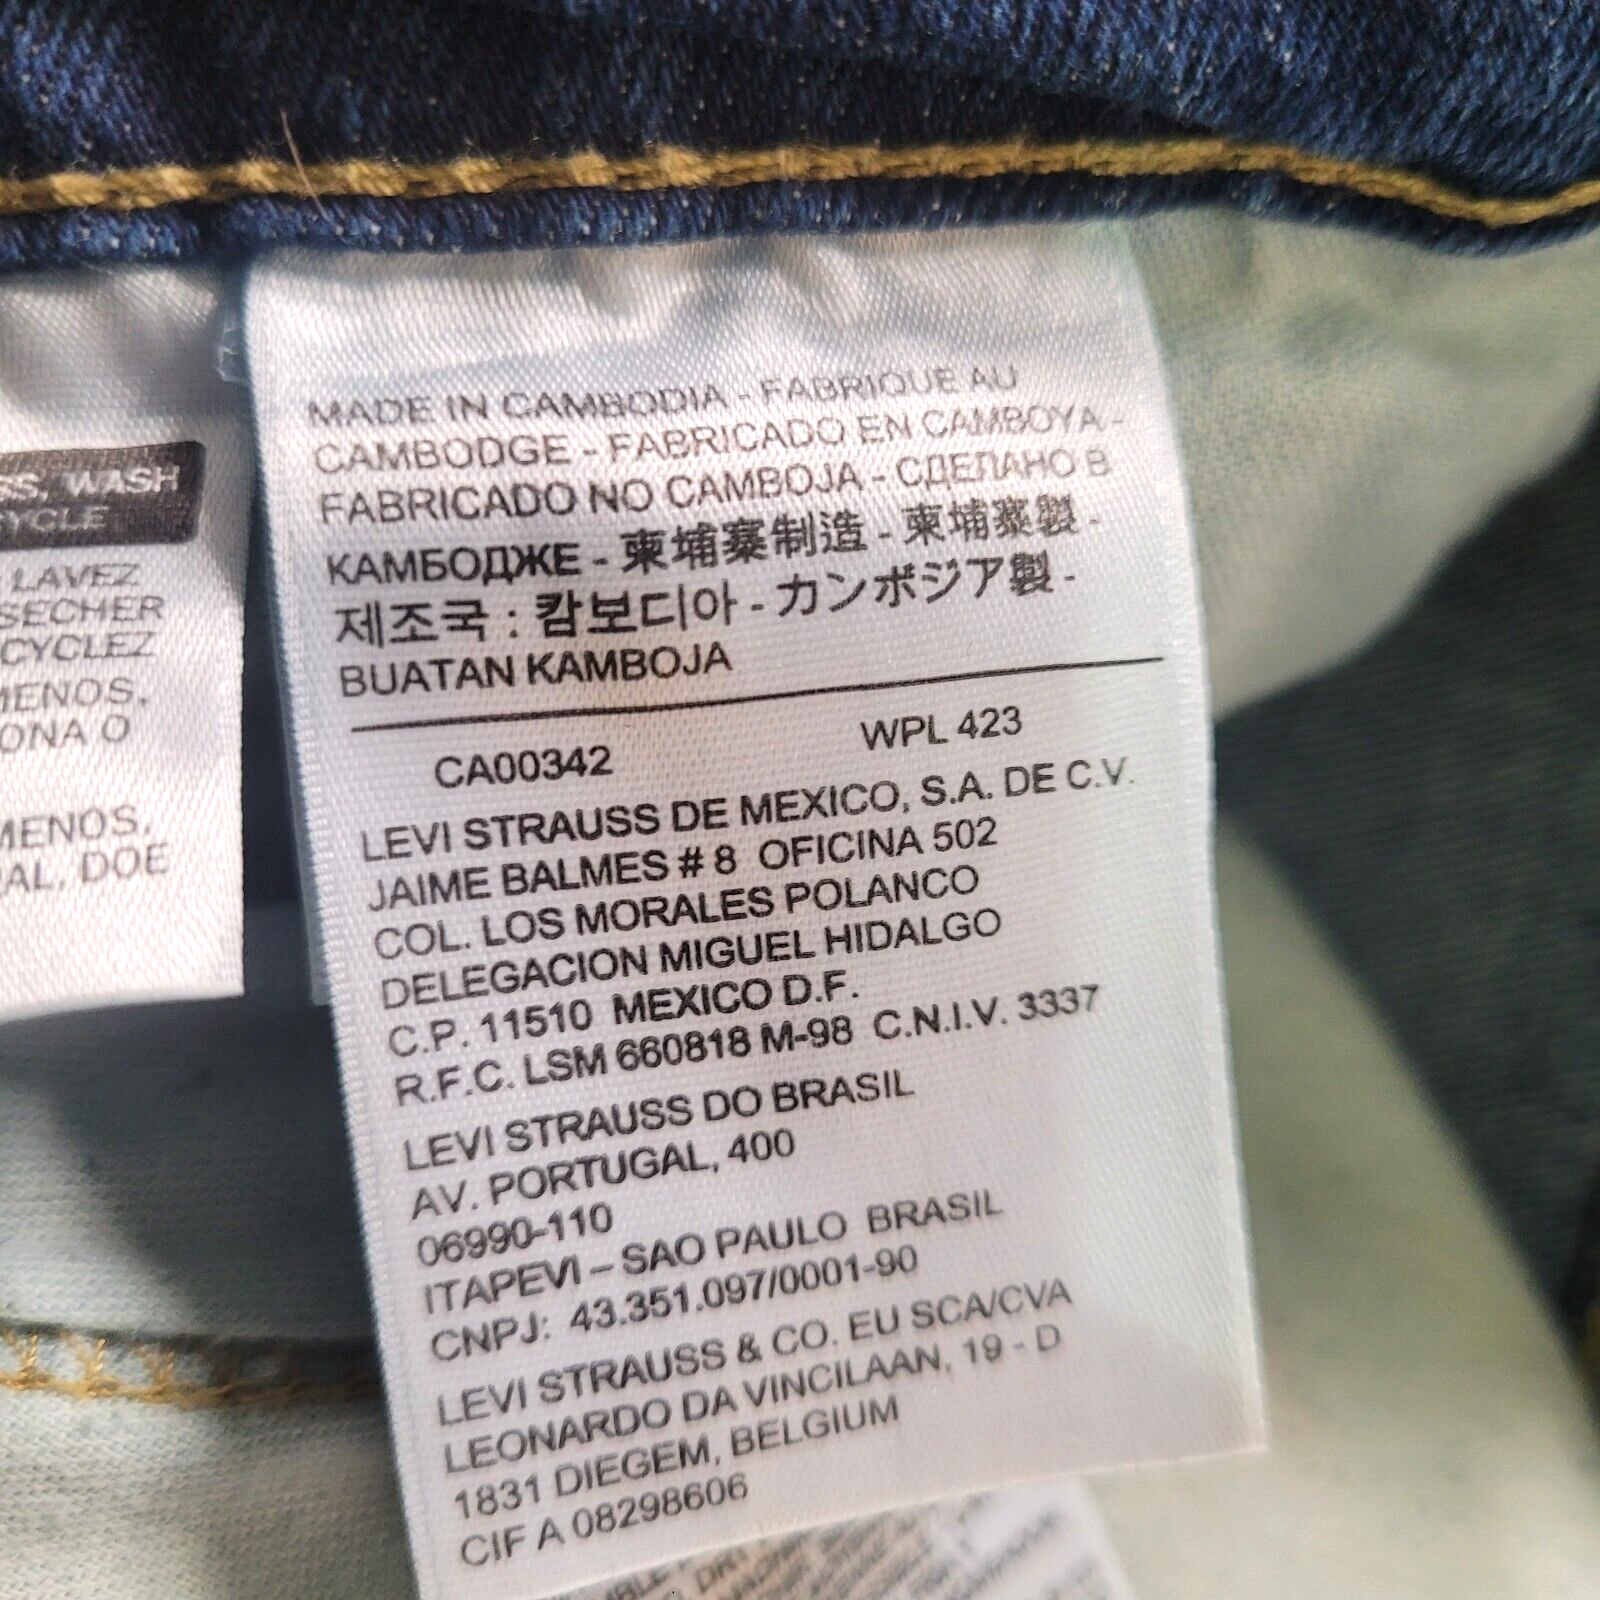 SS, WASH
CYCLE
LAVEZ
SECHER
CYCLEZ
MENOS,
ONA O
MENOS,
RAL, DOE
MADE IN CAMBODIA - FABRIQUE AU
CAMBODGE - FABRICADO EN CAMBOYA -
FABRICADO NO CAMBOJA - СДЕЛАНО В
КАМБОДЖЕ - 柬埔寨制造 - 柬埔寨製 -
제조국 : 캄보디아 - カンボジア製 -
BUATAN KAMBOJA
CA00342 WPL 423
LEVI STRAUSS DE MEXICO, S.A. DE C.V.
JAIME BALMES # 8 OFICINA 502
COL. LOS MORALES POLANCO
DELEGACION MIGUEL HIDALGO
C.P. 11510 MEXICO D.F.
R.F.C. LSM 660818 M-98 C.N.I.V. 3337
LEVI STRAUSS DO BRASIL
AV. PORTUGAL, 400
06990-110
ITAPEVI – SAO PAULO BRASIL
CNPJ: 43.351.097/0001-90
LEVI STRAUSS & CO. EU SCA/CVA
LEONARDO DA VINCILAAN, 19 - D
1831 DIEGEM, BELGIUM
CIF A 08298606